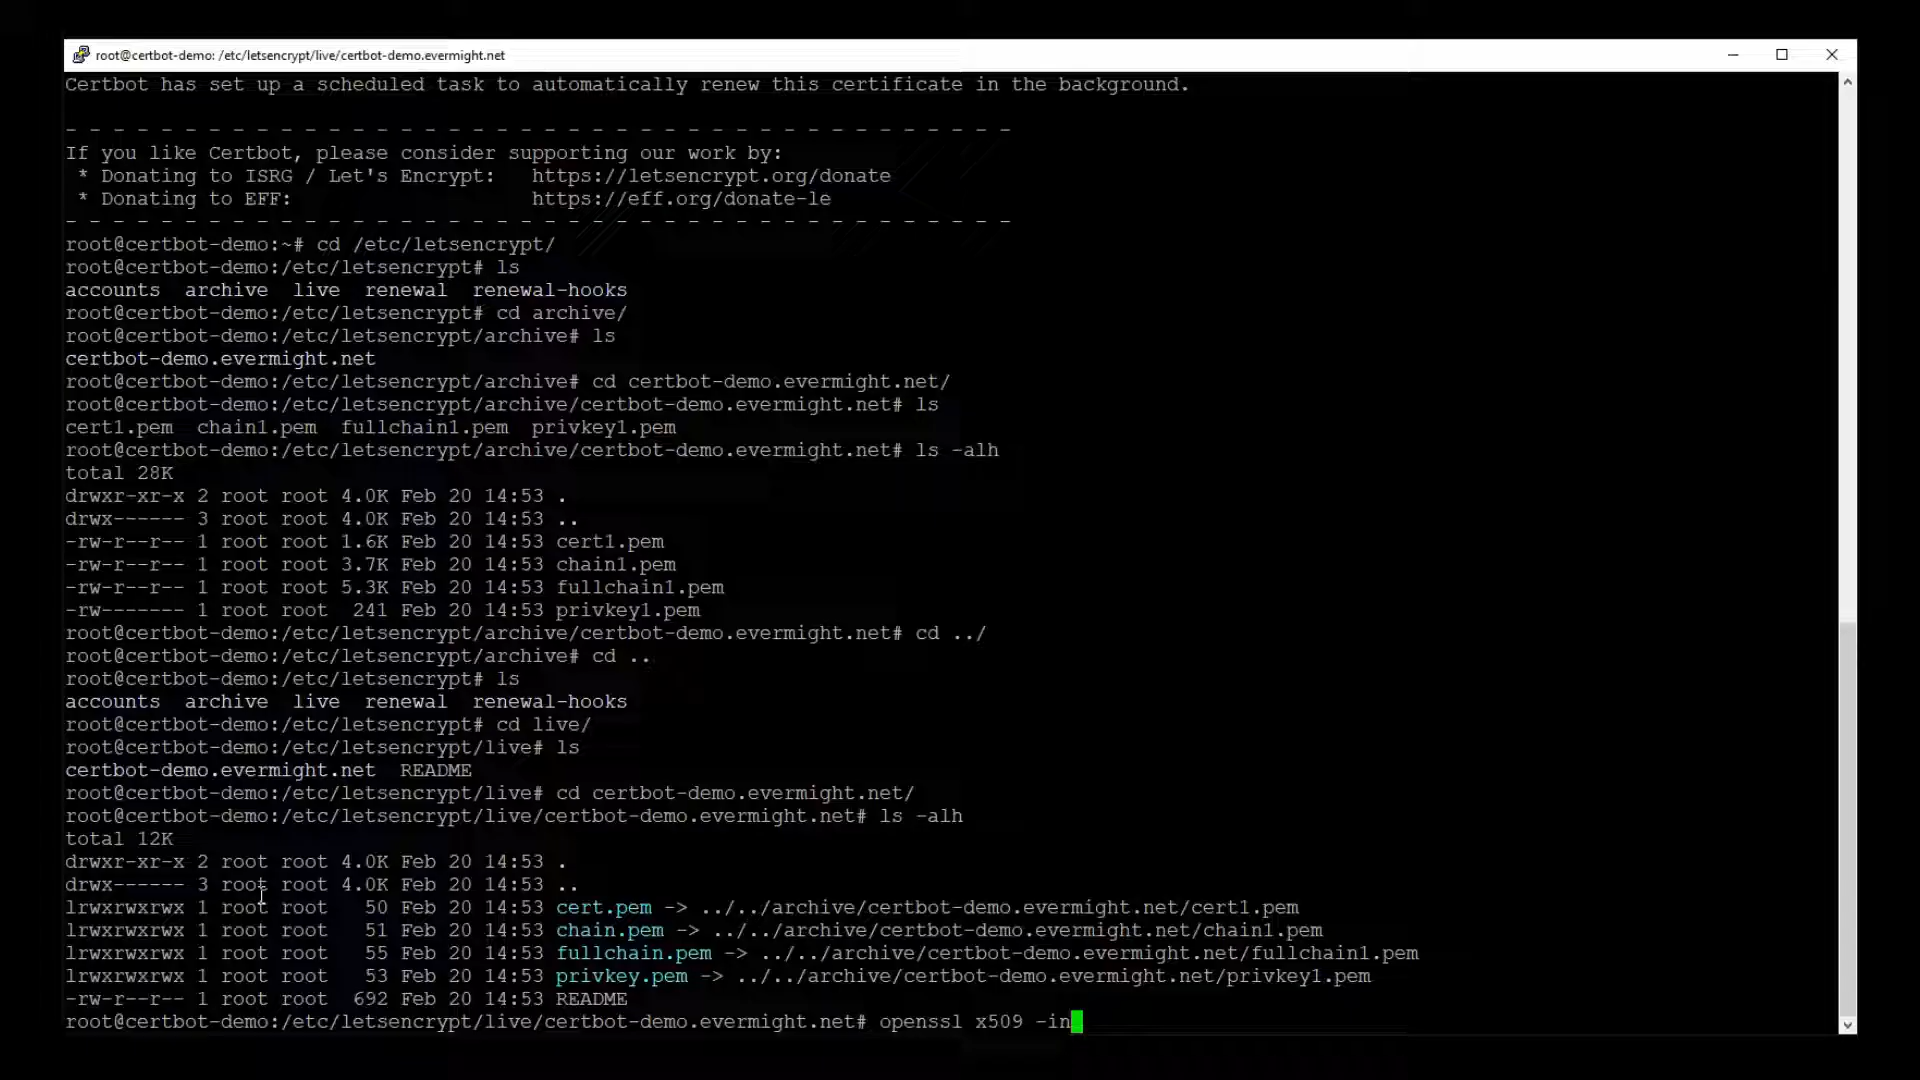 root@certbot-demo: /etc/letsencrypt/live/certbot-demo.evermight.net
Certbot has set up a scheduled task to automatically renew this certificate in the background.
- - - - - - - - - - - - - - - - - - - - - - - - - - - - - - - - - - - - - - - -
If you like Certbot, please consider supporting our work by:
 * Donating to ISRG / Let's Encrypt:   https://letsencrypt.org/donate
 * Donating to EFF:                    https://eff.org/donate-le
- - - - - - - - - - - - - - - - - - - - - - - - - - - - - - - - - - - - - - - -
root@certbot-demo:~# cd /etc/letsencrypt/
root@certbot-demo:/etc/letsencrypt# ls
accounts  archive  live  renewal  renewal-hooks
root@certbot-demo:/etc/letsencrypt# cd archive/
root@certbot-demo:/etc/letsencrypt/archive# ls
certbot-demo.evermight.net
root@certbot-demo:/etc/letsencrypt/archive# cd certbot-demo.evermight.net/
root@certbot-demo:/etc/letsencrypt/archive/certbot-demo.evermight.net# ls
cert1.pem  chain1.pem  fullchain1.pem  privkey1.pem
root@certbot-demo:/etc/letsencrypt/archive/certbot-demo.evermight.net# ls -alh
total 28K
drwxr-xr-x 2 root root 4.0K Feb 20 14:53 .
drwx------ 3 root root 4.0K Feb 20 14:53 ..
-rw-r--r-- 1 root root 1.6K Feb 20 14:53 cert1.pem
-rw-r--r-- 1 root root 3.7K Feb 20 14:53 chain1.pem
-rw-r--r-- 1 root root 5.3K Feb 20 14:53 fullchain1.pem
-rw------- 1 root root  241 Feb 20 14:53 privkey1.pem
root@certbot-demo:/etc/letsencrypt/archive/certbot-demo.evermight.net# cd ../
root@certbot-demo:/etc/letsencrypt/archive# cd ..
root@certbot-demo:/etc/letsencrypt# ls
accounts  archive  live  renewal  renewal-hooks
root@certbot-demo:/etc/letsencrypt# cd live/
root@certbot-demo:/etc/letsencrypt/live# ls
certbot-demo.evermight.net  README
root@certbot-demo:/etc/letsencrypt/live# cd certbot-demo.evermight.net/
root@certbot-demo:/etc/letsencrypt/live/certbot-demo.evermight.net# ls -alh
total 12K
drwxr-xr-x 2 root root 4.0K Feb 20 14:53 .
drwx------ 3 root root 4.0K Feb 20 14:53 ..
lrwxrwxrwx 1 root root   50 Feb 20 14:53 cert.pem -> ../../archive/certbot-demo.evermight.net/cert1.pem
lrwxrwxrwx 1 root root   51 Feb 20 14:53 chain.pem -> ../../archive/certbot-demo.evermight.net/chain1.pem
lrwxrwxrwx 1 root root   55 Feb 20 14:53 fullchain.pem -> ../../archive/certbot-demo.evermight.net/fullchain1.pem
lrwxrwxrwx 1 root root   53 Feb 20 14:53 privkey.pem -> ../../archive/certbot-demo.evermight.net/privkey1.pem
-rw-r--r-- 1 root root  692 Feb 20 14:53 README
root@certbot-demo:/etc/letsencrypt/live/certbot-demo.evermight.net# openssl x509 -in